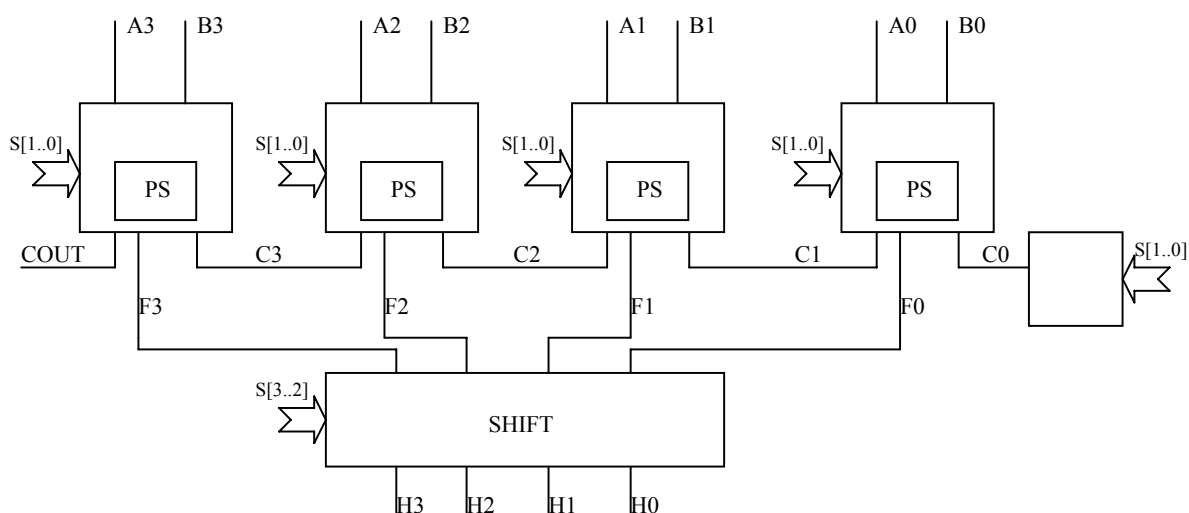 A3 B3 A2 B2 A1 B1 A0 B0
S[1..0] S[1..0] S[1..0] S[1..0]
PS PS PS PS
COUT C3 C2 C1 C0 S[1..0]
F3 F2 F1 F0
S[3..2]
SHIFT
H3 H2 H1 H0